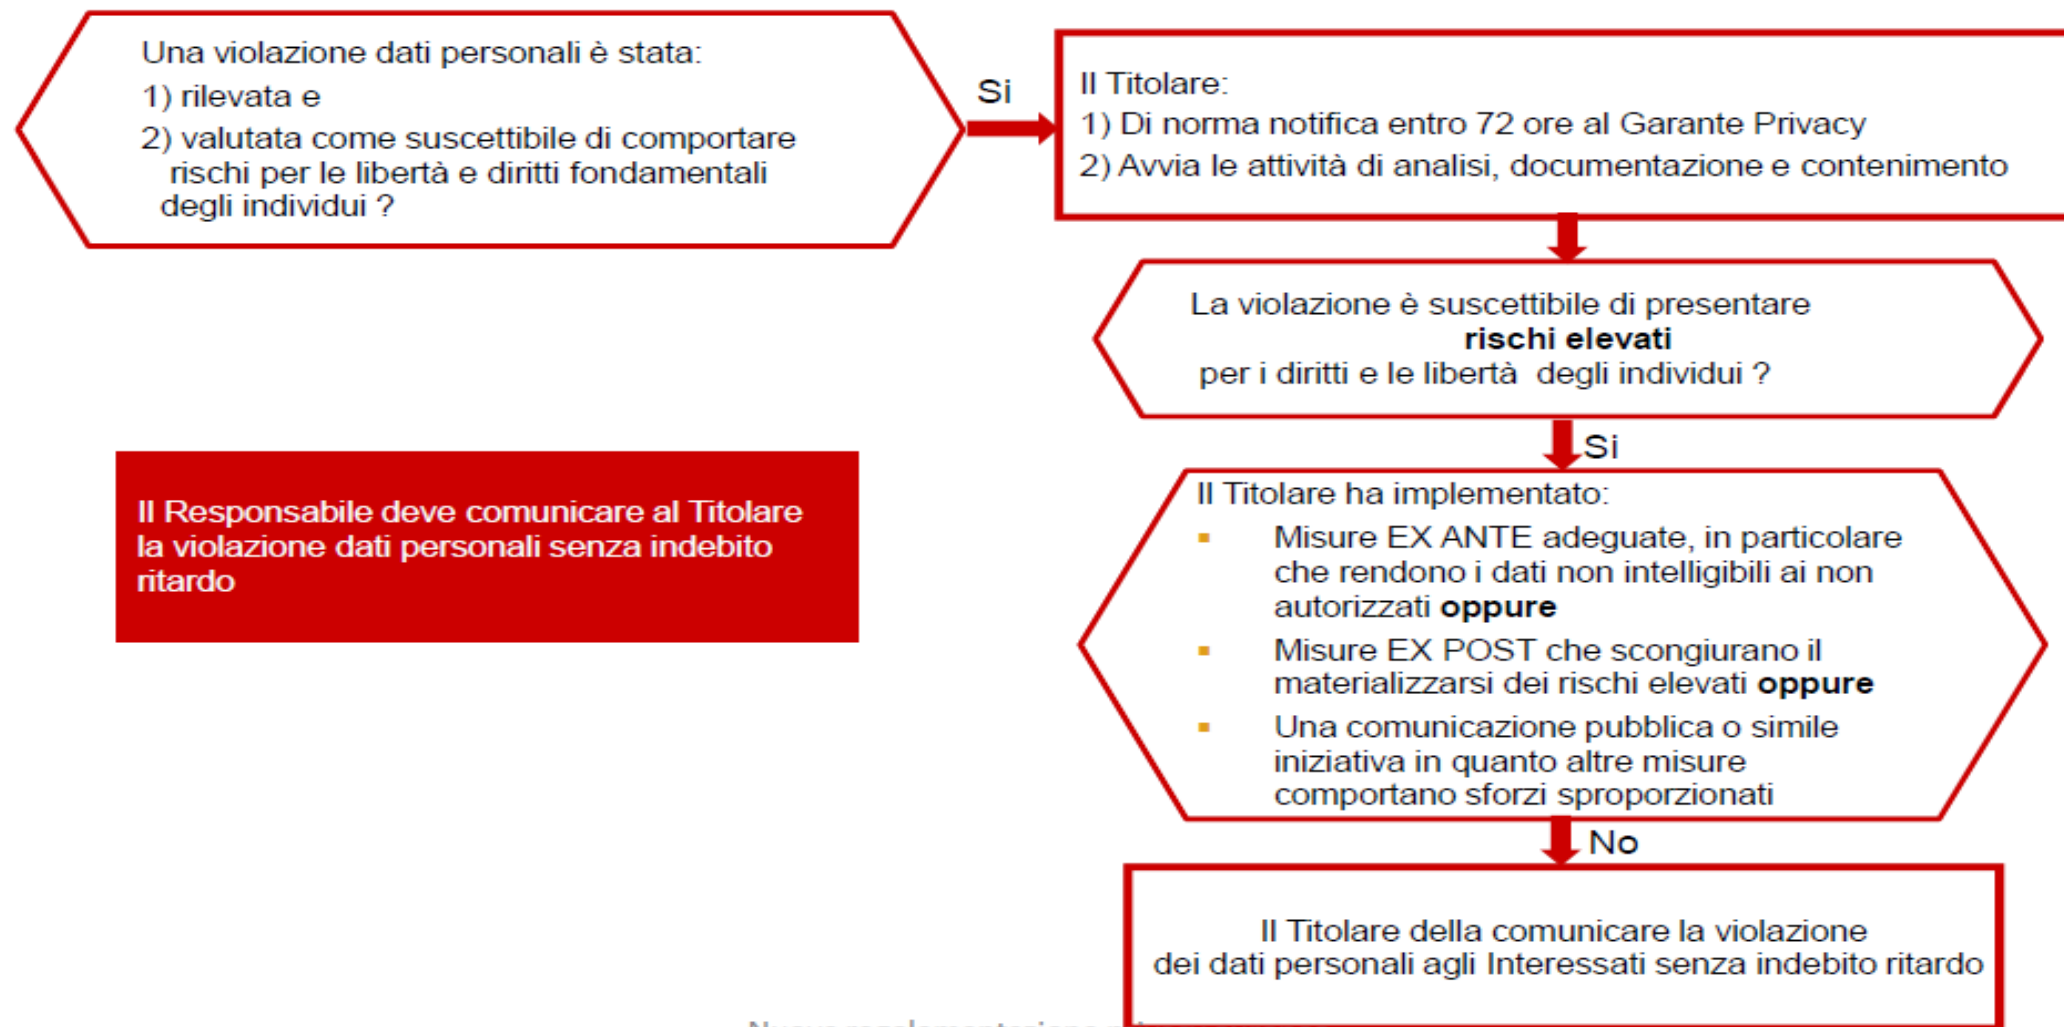 Una violazione dati personali è stata:
1) rilevata e
2) valutata come suscettibile di comportare
rischi per le libertà e diritti fondamentali
degli individui ?
Si
Il Titolare:
1) Di norma notifica entro 72 ore al Garante Privacy
2) Avvia le attività di analisi, documentazione e contenimento
La violazione è suscettibile di presentare
rischi elevati
per i diritti e le libertà degli individui ?
Si
Il Responsabile deve comunicare al Titolare
la violazione dati personali senza indebito
ritardo
Il Titolare ha implementato:
▪ Misure EX ANTE adeguate, in particolare
che rendono i dati non intelligibili ai non
autorizzati oppure
▪ Misure EX POST che scongiurano il
materializzarsi dei rischi elevati oppure
▪ Una comunicazione pubblica o simile
iniziativa in quanto altre misure
comportano sforzi sproporzionati
No
Il Titolare della comunicare la violazione
dei dati personali agli Interessati senza indebito ritardo